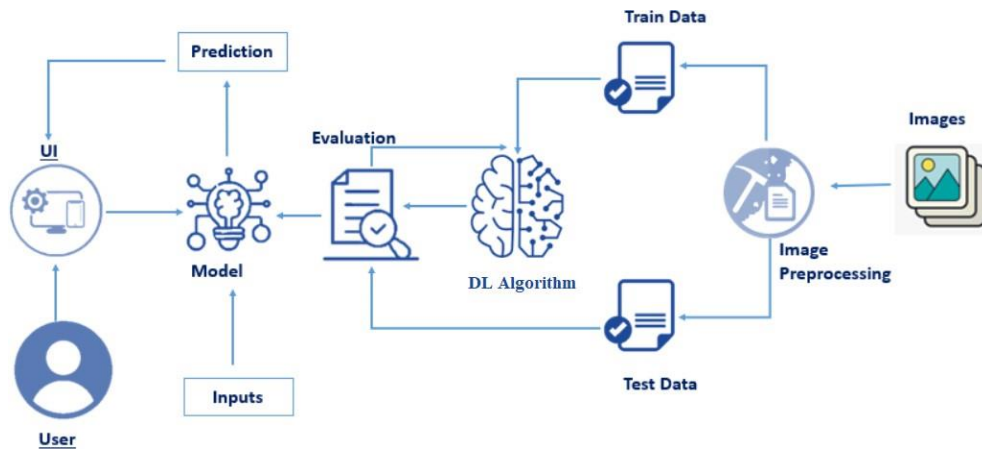 Train Data
Prediction
Images
Evaluation
UI
Image
Preprocessing
Model
DL Algorithm
Test Data
Inputs
User